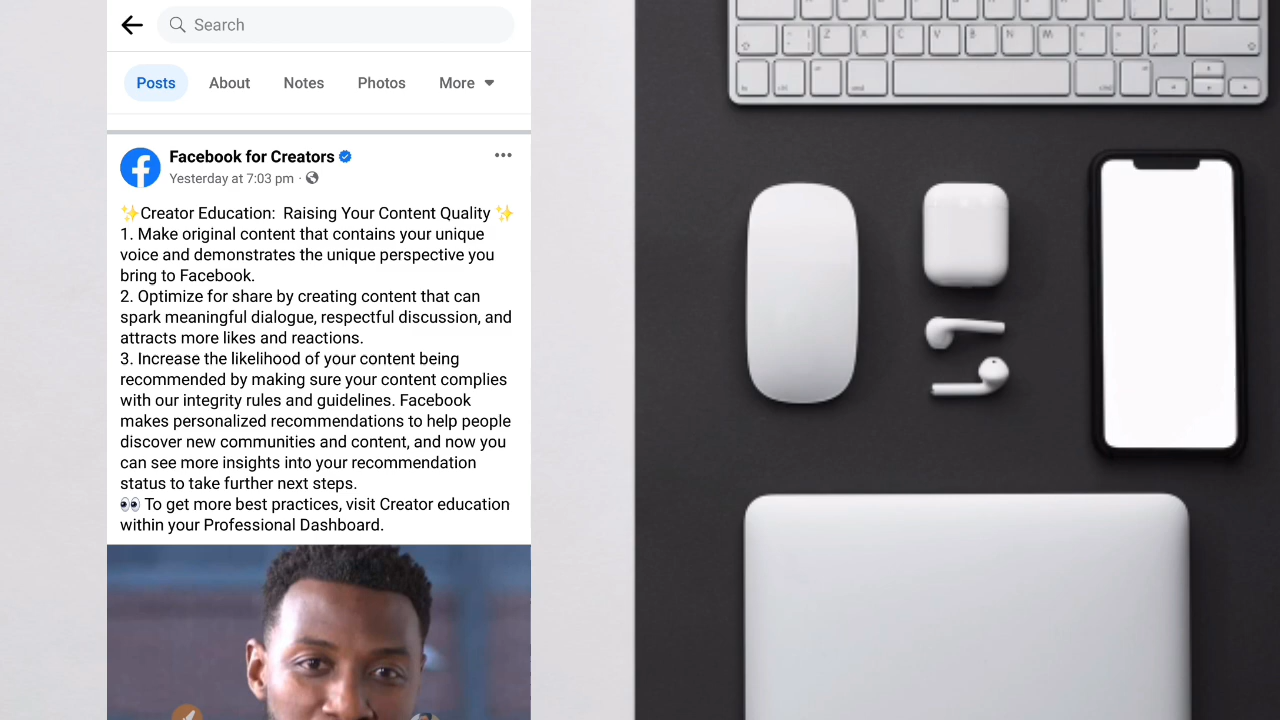 Search
Posts About Notes Photos More
Facebook for Creators
Yesterday at 7:03 pm ·
✨Creator Education: Raising Your Content Quality ✨
1. Make original content that contains your unique
voice and demonstrates the unique perspective you
bring to Facebook.
2. Optimize for share by creating content that can
spark meaningful dialogue, respectful discussion, and
attracts more likes and reactions.
3. Increase the likelihood of your content being
recommended by making sure your content complies
with our integrity rules and guidelines. Facebook
makes personalized recommendations to help people
discover new communities and content, and now you
can see more insights into your recommendation
status to take further next steps.
👀 To get more best practices, visit Creator education
within your Professional Dashboard.
Z X C V B N M